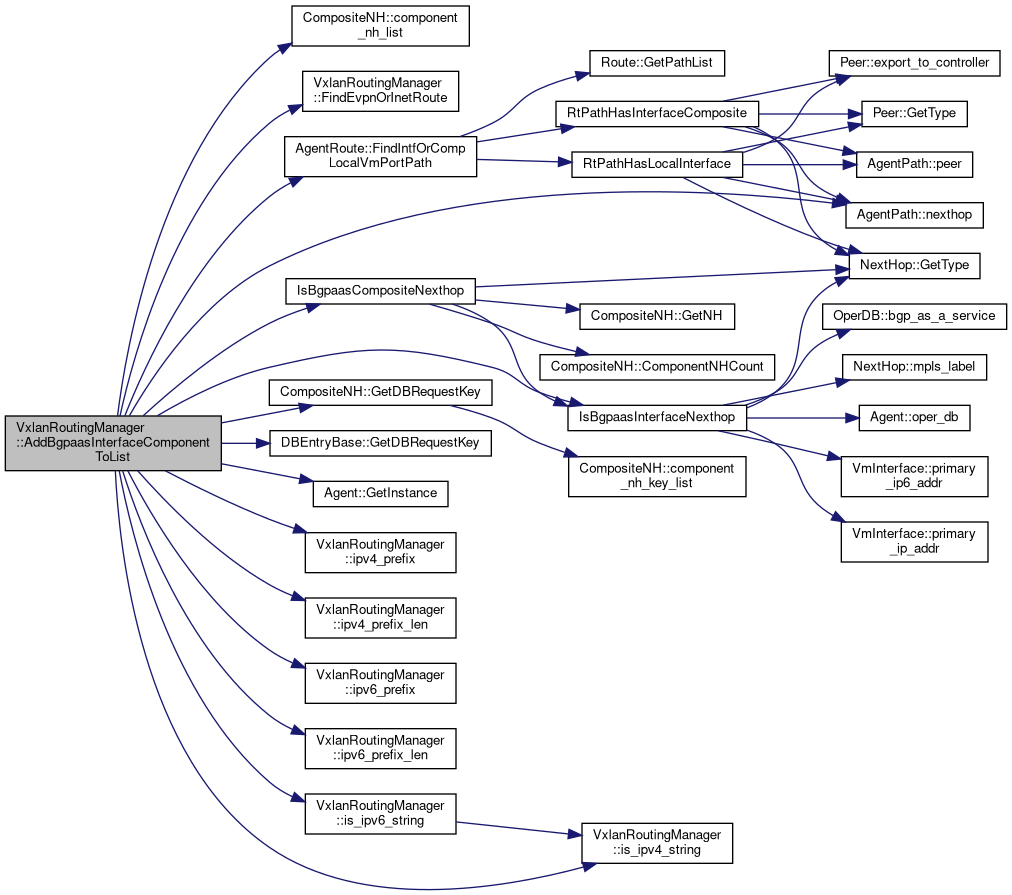 VxlanRoutingManager
::AddBgpaasInterfaceComponent
ToList
CompositeNH::component
_nh_list
VxlanRoutingManager
::FindEvpnOrInetRoute
AgentRoute::FindIntfOrComp
LocalVmPortPath
IsBgpaasCompositeNexthop
CompositeNH::GetDBRequestKey
DBEntryBase::GetDBRequestKey
Agent::GetInstance
VxlanRoutingManager
::ipv4_prefix
VxlanRoutingManager
::ipv4_prefix_len
VxlanRoutingManager
::ipv6_prefix
VxlanRoutingManager
::ipv6_prefix_len
VxlanRoutingManager
::is_ipv6_string
Route::GetPathList
RtPathHasInterfaceComposite
RtPathHasLocalInterface
CompositeNH::GetNH
CompositeNH::ComponentNHCount
IsBgpaasInterfaceNexthop
CompositeNH::component
_nh_key_list
VxlanRoutingManager
::is_ipv4_string
Peer::export_to_controller
Peer::GetType
AgentPath::peer
AgentPath::nexthop
NextHop::GetType
OperDB::bgp_as_a_service
NextHop::mpls_label
Agent::oper_db
VmInterface::primary
_ip6_addr
VmInterface::primary
_ip_addr